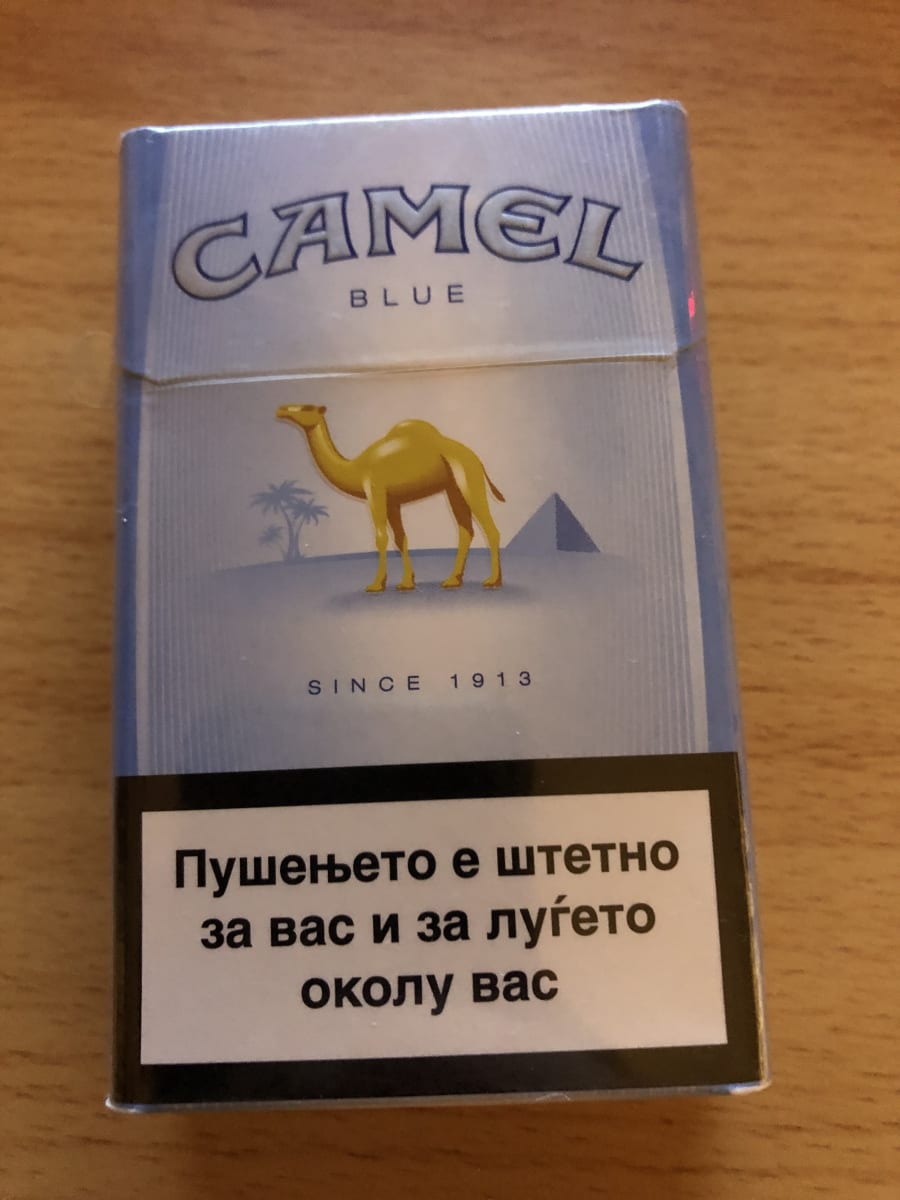 CAMEL
BLUE
SINCE 1913
Пушењето е штетно
за вас и за луѓето
околу вас